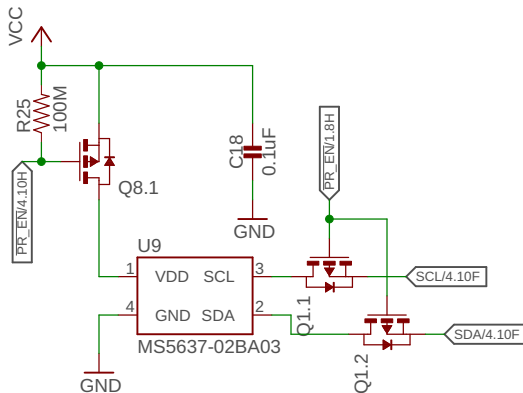 VCC
R25
100M
PR_EN/4.10H
Q8.1
C18
0.1uF
GND
PR_EN/1.8H
U9
1
VDD
SCL
3
4
GND
SDA
2
MS5637-02BA03
GND
Q1.1
SCL/4.10F
Q1.2
SDA/4.10F